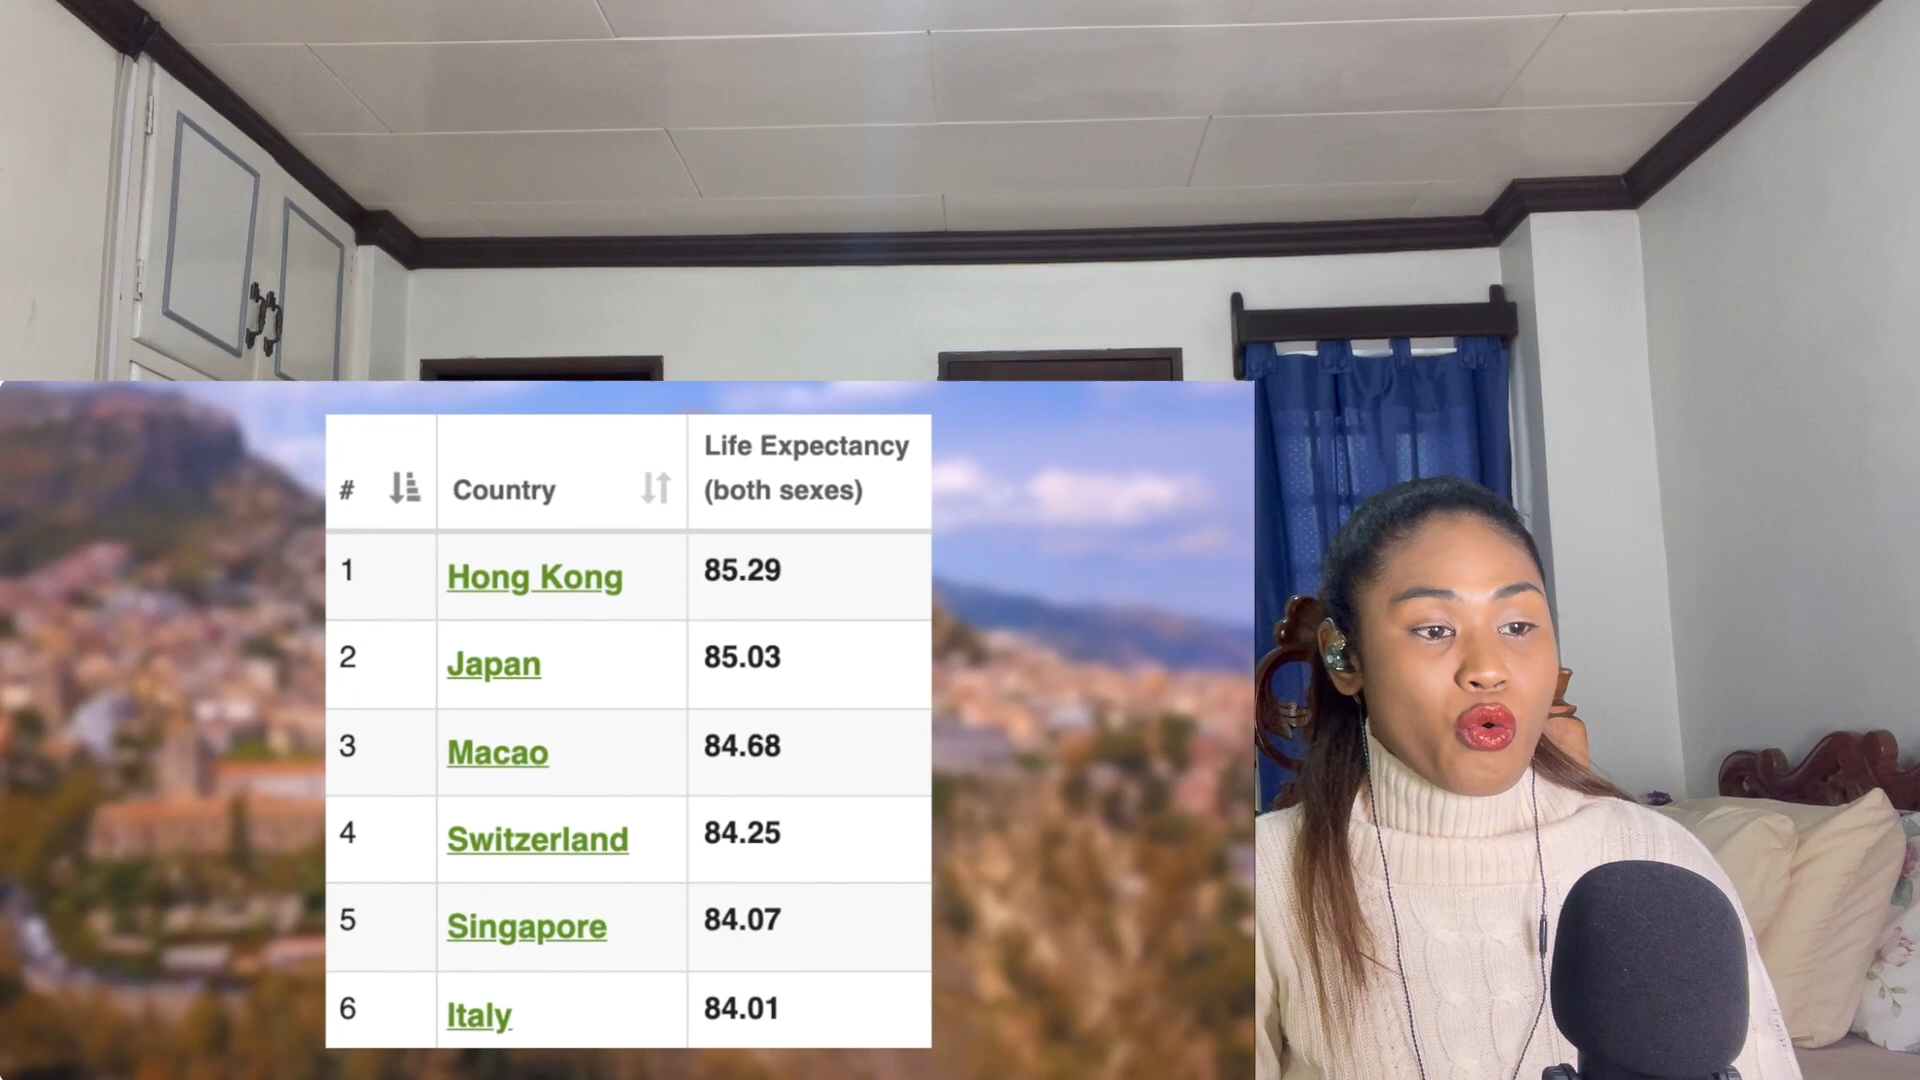 # Country Life Expectancy
(both sexes)
1 Hong Kong 85.29
2 Japan 85.03
3 Macao 84.68
4 Switzerland 84.25
5 Singapore 84.07
6 Italy 84.01